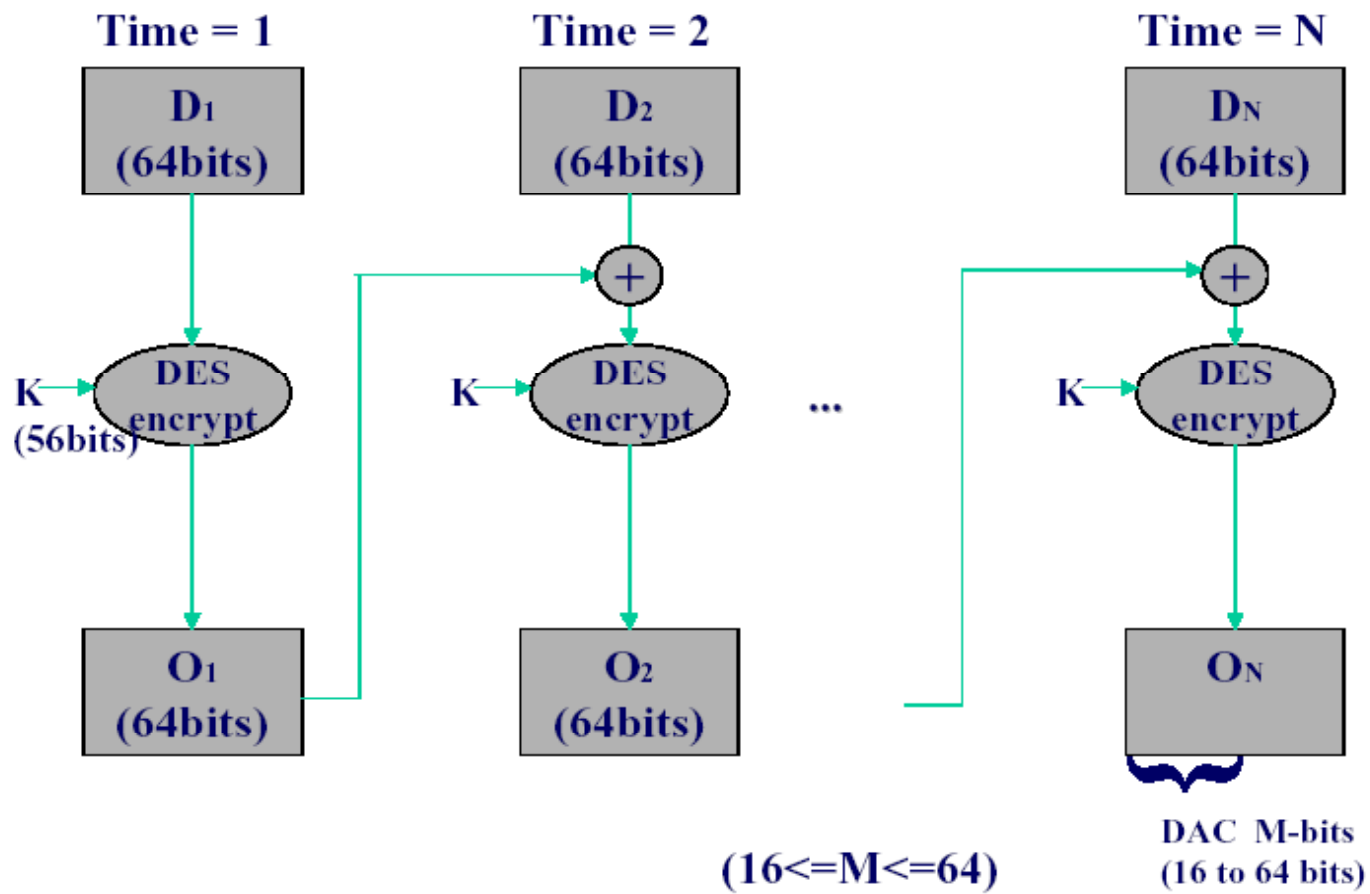 Time = 1
Time = 2
Time = N
D1
(64bits)
D2
(64bits)
DN
(64bits)
+
+
K
(56bits)
DES
encrypt
K
DES
encrypt
...
K
DES
encrypt
O1
(64bits)
O2
(64bits)
ON
DAC M-bits
(16 to 64 bits)
(16<=M<=64)